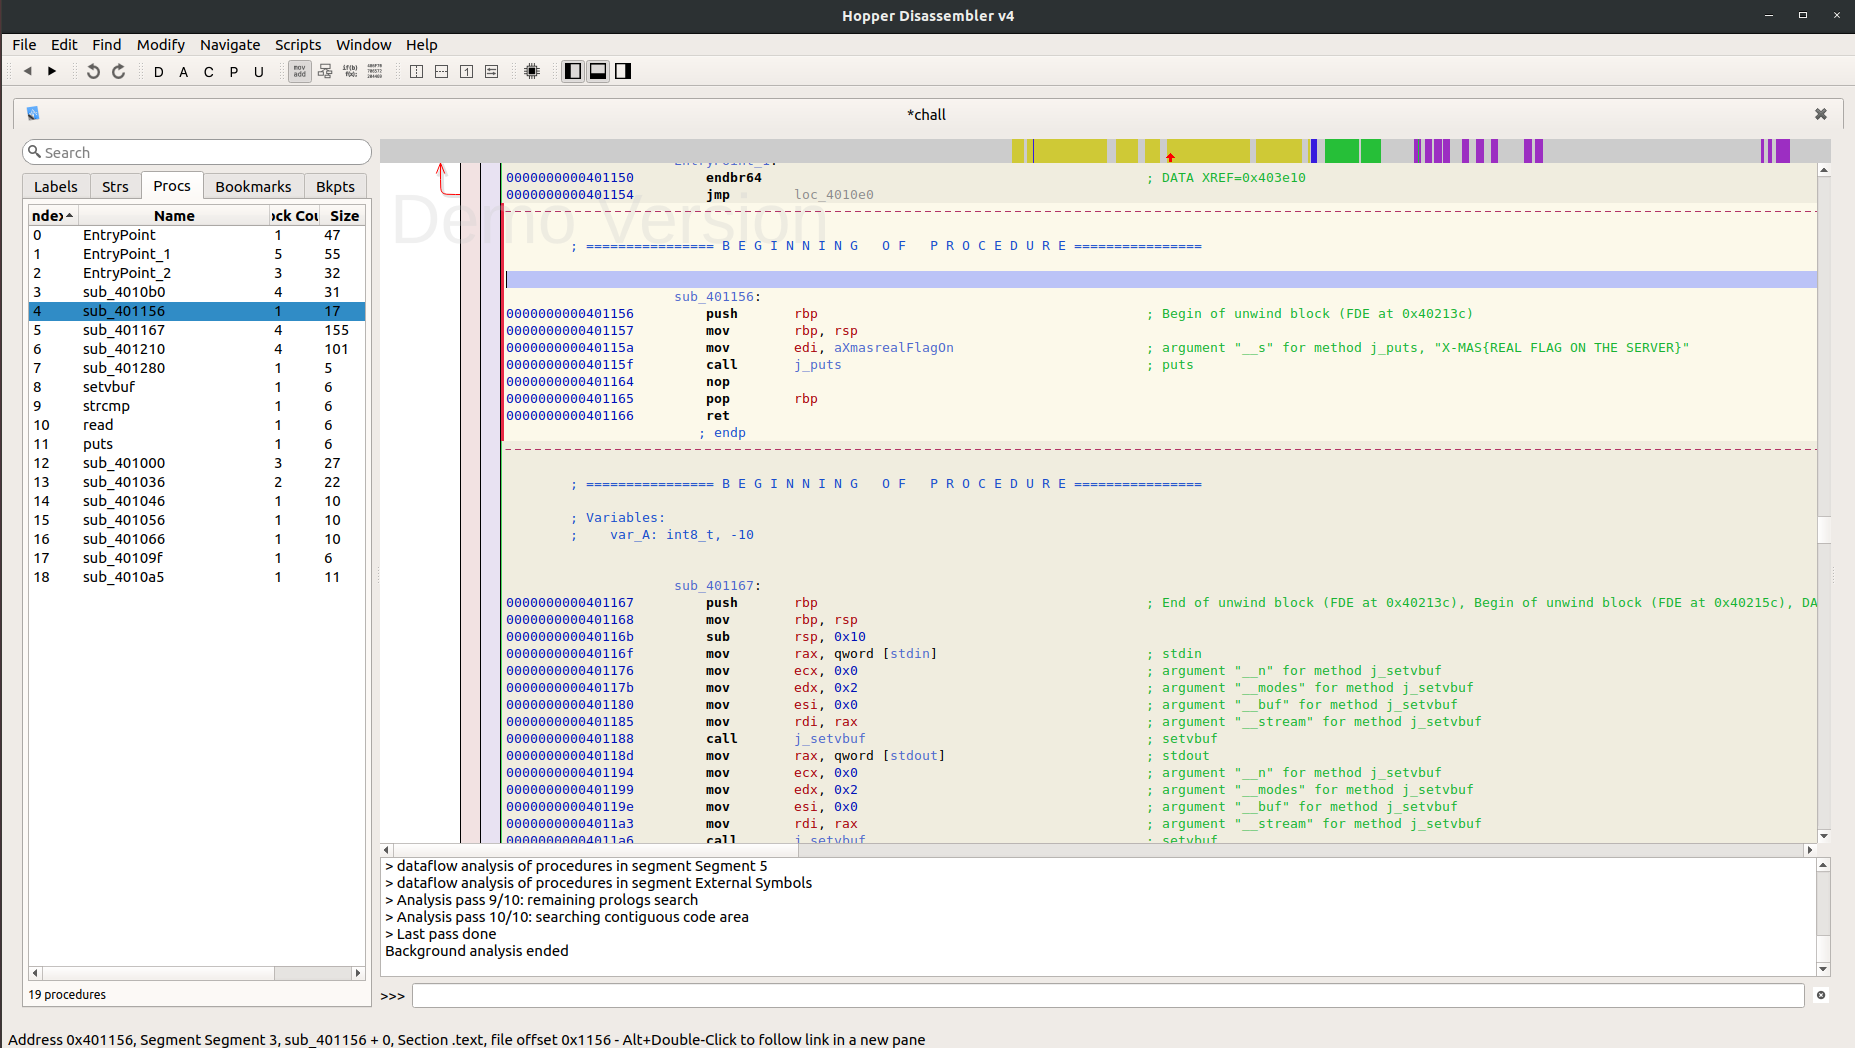 Hopper Disassembler v4
File Edit Find Modify Navigate Scripts Window Help
D A C P U
*chall
Search
Labels Strs Procs Bookmarks Bkpts
Name Size
0 EntryPoint 1 47
1 EntryPoint_1 5 55
2 EntryPoint_2 3 32
3 sub_4010b0 4 31
4 sub_401156 1 17
5 sub_401167 4 155
6 sub_401210 4 101
7 sub_401280 1 5
8 setvbuf 1 6
9 strcmp 1 6
10 read 1 6
11 puts 1 6
12 sub_401000 3 27
13 sub_401036 2 22
14 sub_401046 1 10
15 sub_401056 1 10
16 sub_401066 1 10
17 sub_40109f 1 6
18 sub_4010a5 1 11
19 procedures
Demo Version
EntryPoint_1:
0000000000401150 endbr64 ; DATA XREF=0x403e10
0000000000401154 jmp loc_4010e0
; ================ B E G I N N I N G O F P R O C E D U R E ================
sub_401156:
0000000000401156 push rbp ; Begin of unwind block (FDE at 0x40213c)
0000000000401157 mov rbp, rsp
000000000040115a mov edi, aXmasrealFlagOn ; argument "__s" for method j_puts, "X-MAS{REAL FLAG ON THE SERVER}"
000000000040115f call j_puts ; puts
0000000000401164 nop
0000000000401165 pop rbp
0000000000401166 ret
; endp
; ================ B E G I N N I N G O F P R O C E D U R E ================
; Variables:
; var_A: int8_t, -10
sub_401167:
0000000000401167 push rbp ; End of unwind block (FDE at 0x40213c), Begin of unwind block (FDE at 0x40215c), DA
0000000000401168 mov rbp, rsp
000000000040116b sub rsp, 0x10
000000000040116f mov rax, qword [stdin] ; stdin
0000000000401176 mov ecx, 0x0 ; argument "__n" for method j_setvbuf
000000000040117b mov edx, 0x2 ; argument "__modes" for method j_setvbuf
0000000000401180 mov esi, 0x0 ; argument "__buf" for method j_setvbuf
0000000000401185 mov rdi, rax ; argument "__stream" for method j_setvbuf
0000000000401188 call j_setvbuf ; setvbuf
000000000040118d mov rax, qword [stdout] ; stdout
0000000000401194 mov ecx, 0x0 ; argument "__n" for method j_setvbuf
0000000000401199 mov edx, 0x2 ; argument "__modes" for method j_setvbuf
000000000040119e mov esi, 0x0 ; argument "__buf" for method j_setvbuf
00000000004011a3 mov rdi, rax ; argument "__stream" for method j_setvbuf
00000000004011a6 call j_setvbuf ; setvbuf
> dataflow analysis of procedures in segment Segment 5
> dataflow analysis of procedures in segment External Symbols
> Analysis pass 9/10: remaining prologs search
> Analysis pass 10/10: searching contiguous code area
> Last pass done
Background analysis ended
>>>
Address 0x401156, Segment Segment 3, sub_401156 + 0, Section .text, file offset 0x1156 - Alt+Double-Click to follow link in a new pane